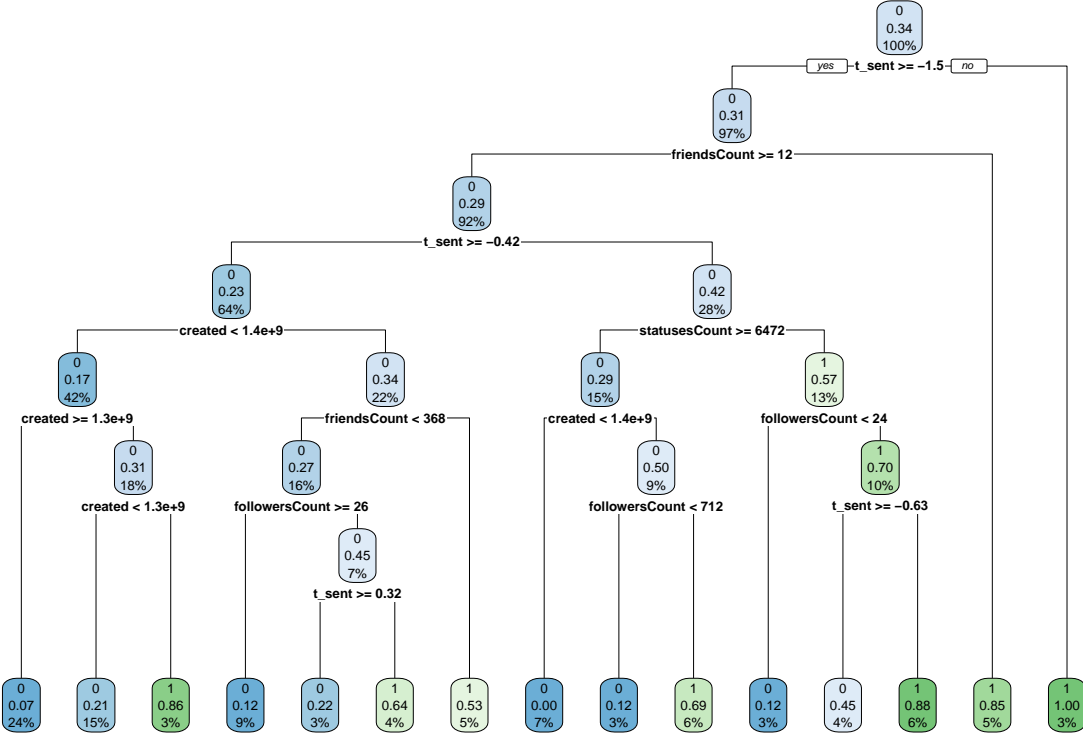 0
0.34
100%
yes t_sent >= −1.5 no
0
0.31
97%
friendsCount >= 12
0
0.29
92%
t_sent >= −0.42
0 0
0.23 0.42
64% 28%
created < 1.4e+9 statusesCount >= 6472
0 0 0 1
0.17 0.34 0.29 0.57
42% 22% 15% 13%
created >= 1.3e+9 friendsCount < 368 created < 1.4e+9 followersCount < 24
0 0 0 1
0.31 0.27 0.50 0.70
18% 16% 9% 10%
created < 1.3e+9 followersCount >= 26 followersCount < 712 t_sent >= −0.63
0
0.45
7%
t_sent >= 0.32
0 0 1 0 0 1 1 0 0 1 0 0 1 1 1
0.07 0.21 0.86 0.12 0.22 0.64 0.53 0.00 0.12 0.69 0.12 0.45 0.88 0.85 1.00
24% 15% 3% 9% 3% 4% 5% 7% 3% 6% 3% 4% 6% 5% 3%